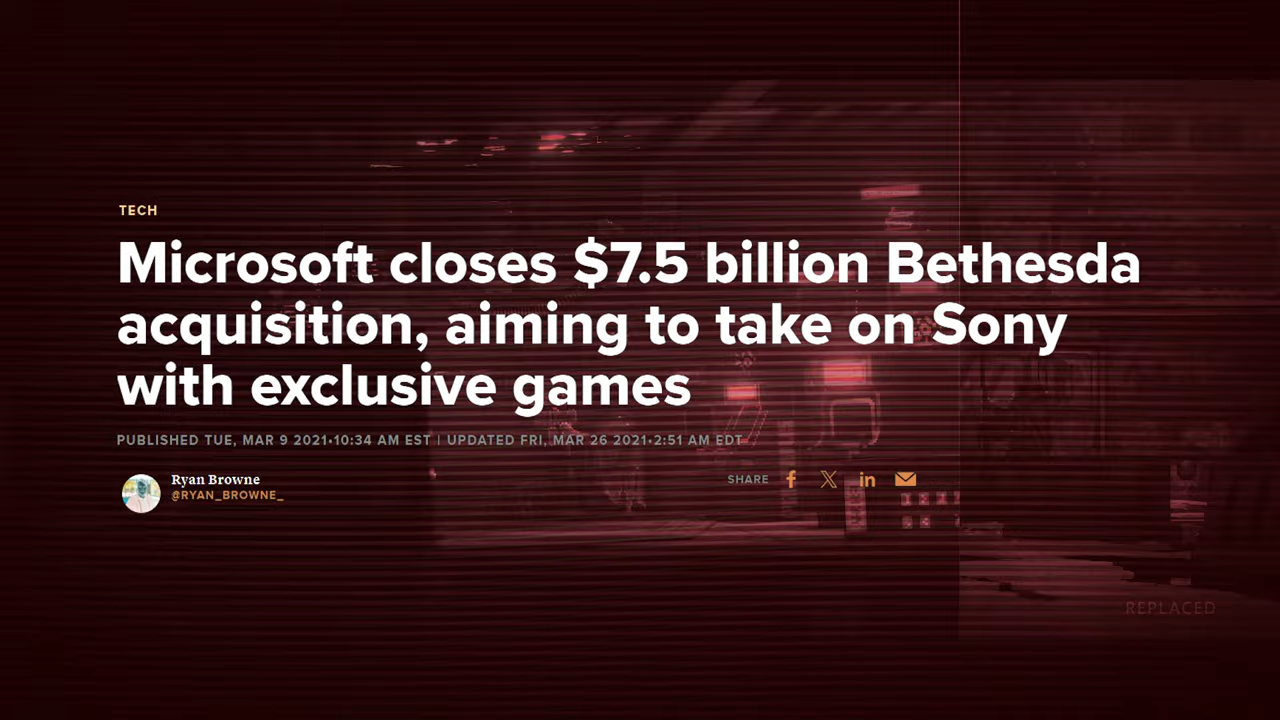 TECH
Microsoft closes $7.5 billion Bethesda
acquisition, aiming to take on Sony
with exclusive games
PUBLISHED TUE, MAR 9 2021•10:34 AM EST | UPDATED FRI, MAR 26 2021•2:51 AM EDT
Ryan Browne
@RYAN_BROWNE_
SHARE
REPLACED